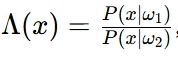 Λ(x) = P(x|ω₁) / P(x|ω₂),